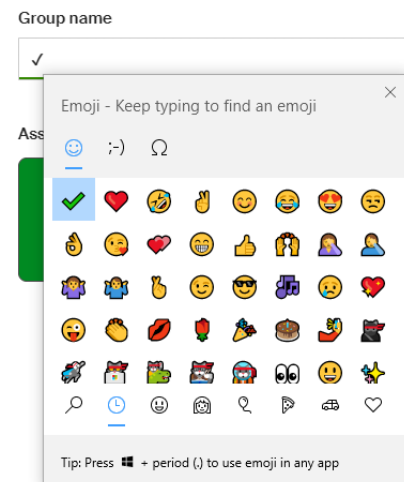 Group name
✓
Emoji - Keep typing to find an emoji
Ass
;-) Ω
Tip: Press + period (.) to use emoji in any app